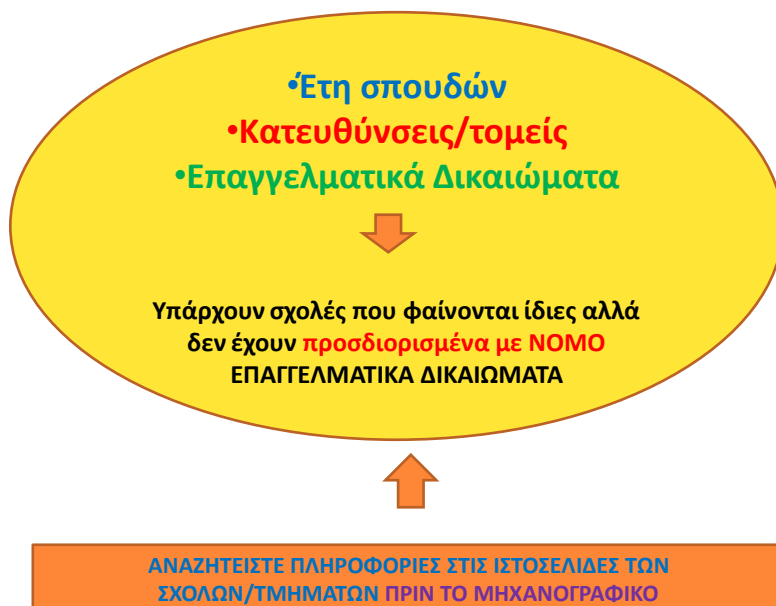 •Έτη σπουδών
•Κατευθύνσεις/τομείς
•Επαγγελματικά Δικαιώματα
Υπάρχουν σχολές που φαίνονται ίδιες αλλά
δεν έχουν προσδιορισμένα με ΝΟΜΟ
ΕΠΑΓΓΕΛΜΑΤΙΚΑ ΔΙΚΑΙΩΜΑΤΑ
ΑΝΑΖΗΤΕΙΣΤΕ ΠΛΗΡΟΦΟΡΙΕΣ ΣΤΙΣ ΙΣΤΟΣΕΛΙΔΕΣ ΤΩΝ
ΣΧΟΛΩΝ/ΤΜΗΜΑΤΩΝ ΠΡΙΝ ΤΟ ΜΗΧΑΝΟΓΡΑΦΙΚΟ